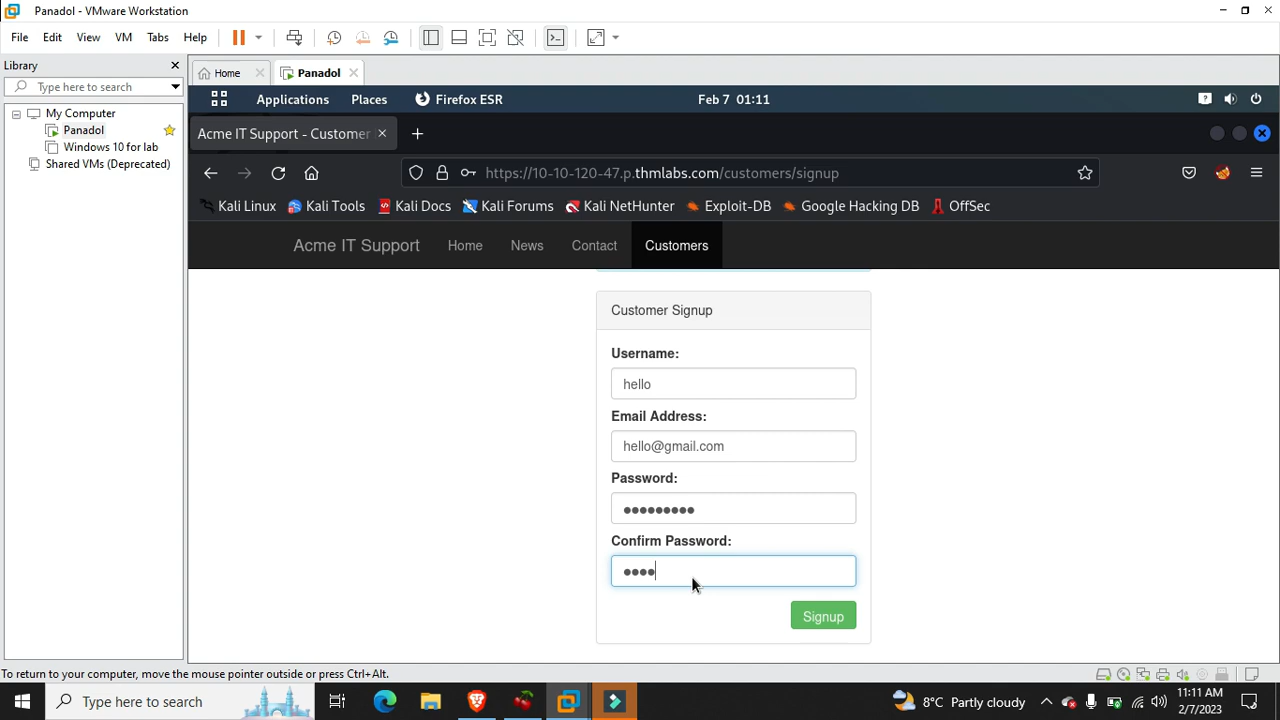 Panadol - VMware Workstation
File Edit View VM Tabs Help
Library
Type here to search
My Computer
Panadol
Windows 10 for lab
Shared VMs (Deprecated)
Home
Panadol
Applications Places Firefox ESR Feb 7 01:11
Acme IT Support - Customer
https://10-10-120-47.p.thmlabs.com/customers/signup
Kali Linux Kali Tools Kali Docs Kali Forums Kali NetHunter Exploit-DB Google Hacking DB OffSec
Acme IT Support Home News Contact Customers
Customer Signup
Username:
hello
Email Address:
hello@gmail.com
Password:
●●●●●●●●●
Confirm Password:
●●●●
Signup
To return to your computer, move the mouse pointer outside or press Ctrl+Alt.
Type here to search
8°C Partly cloudy
11:11 AM
2/7/2023